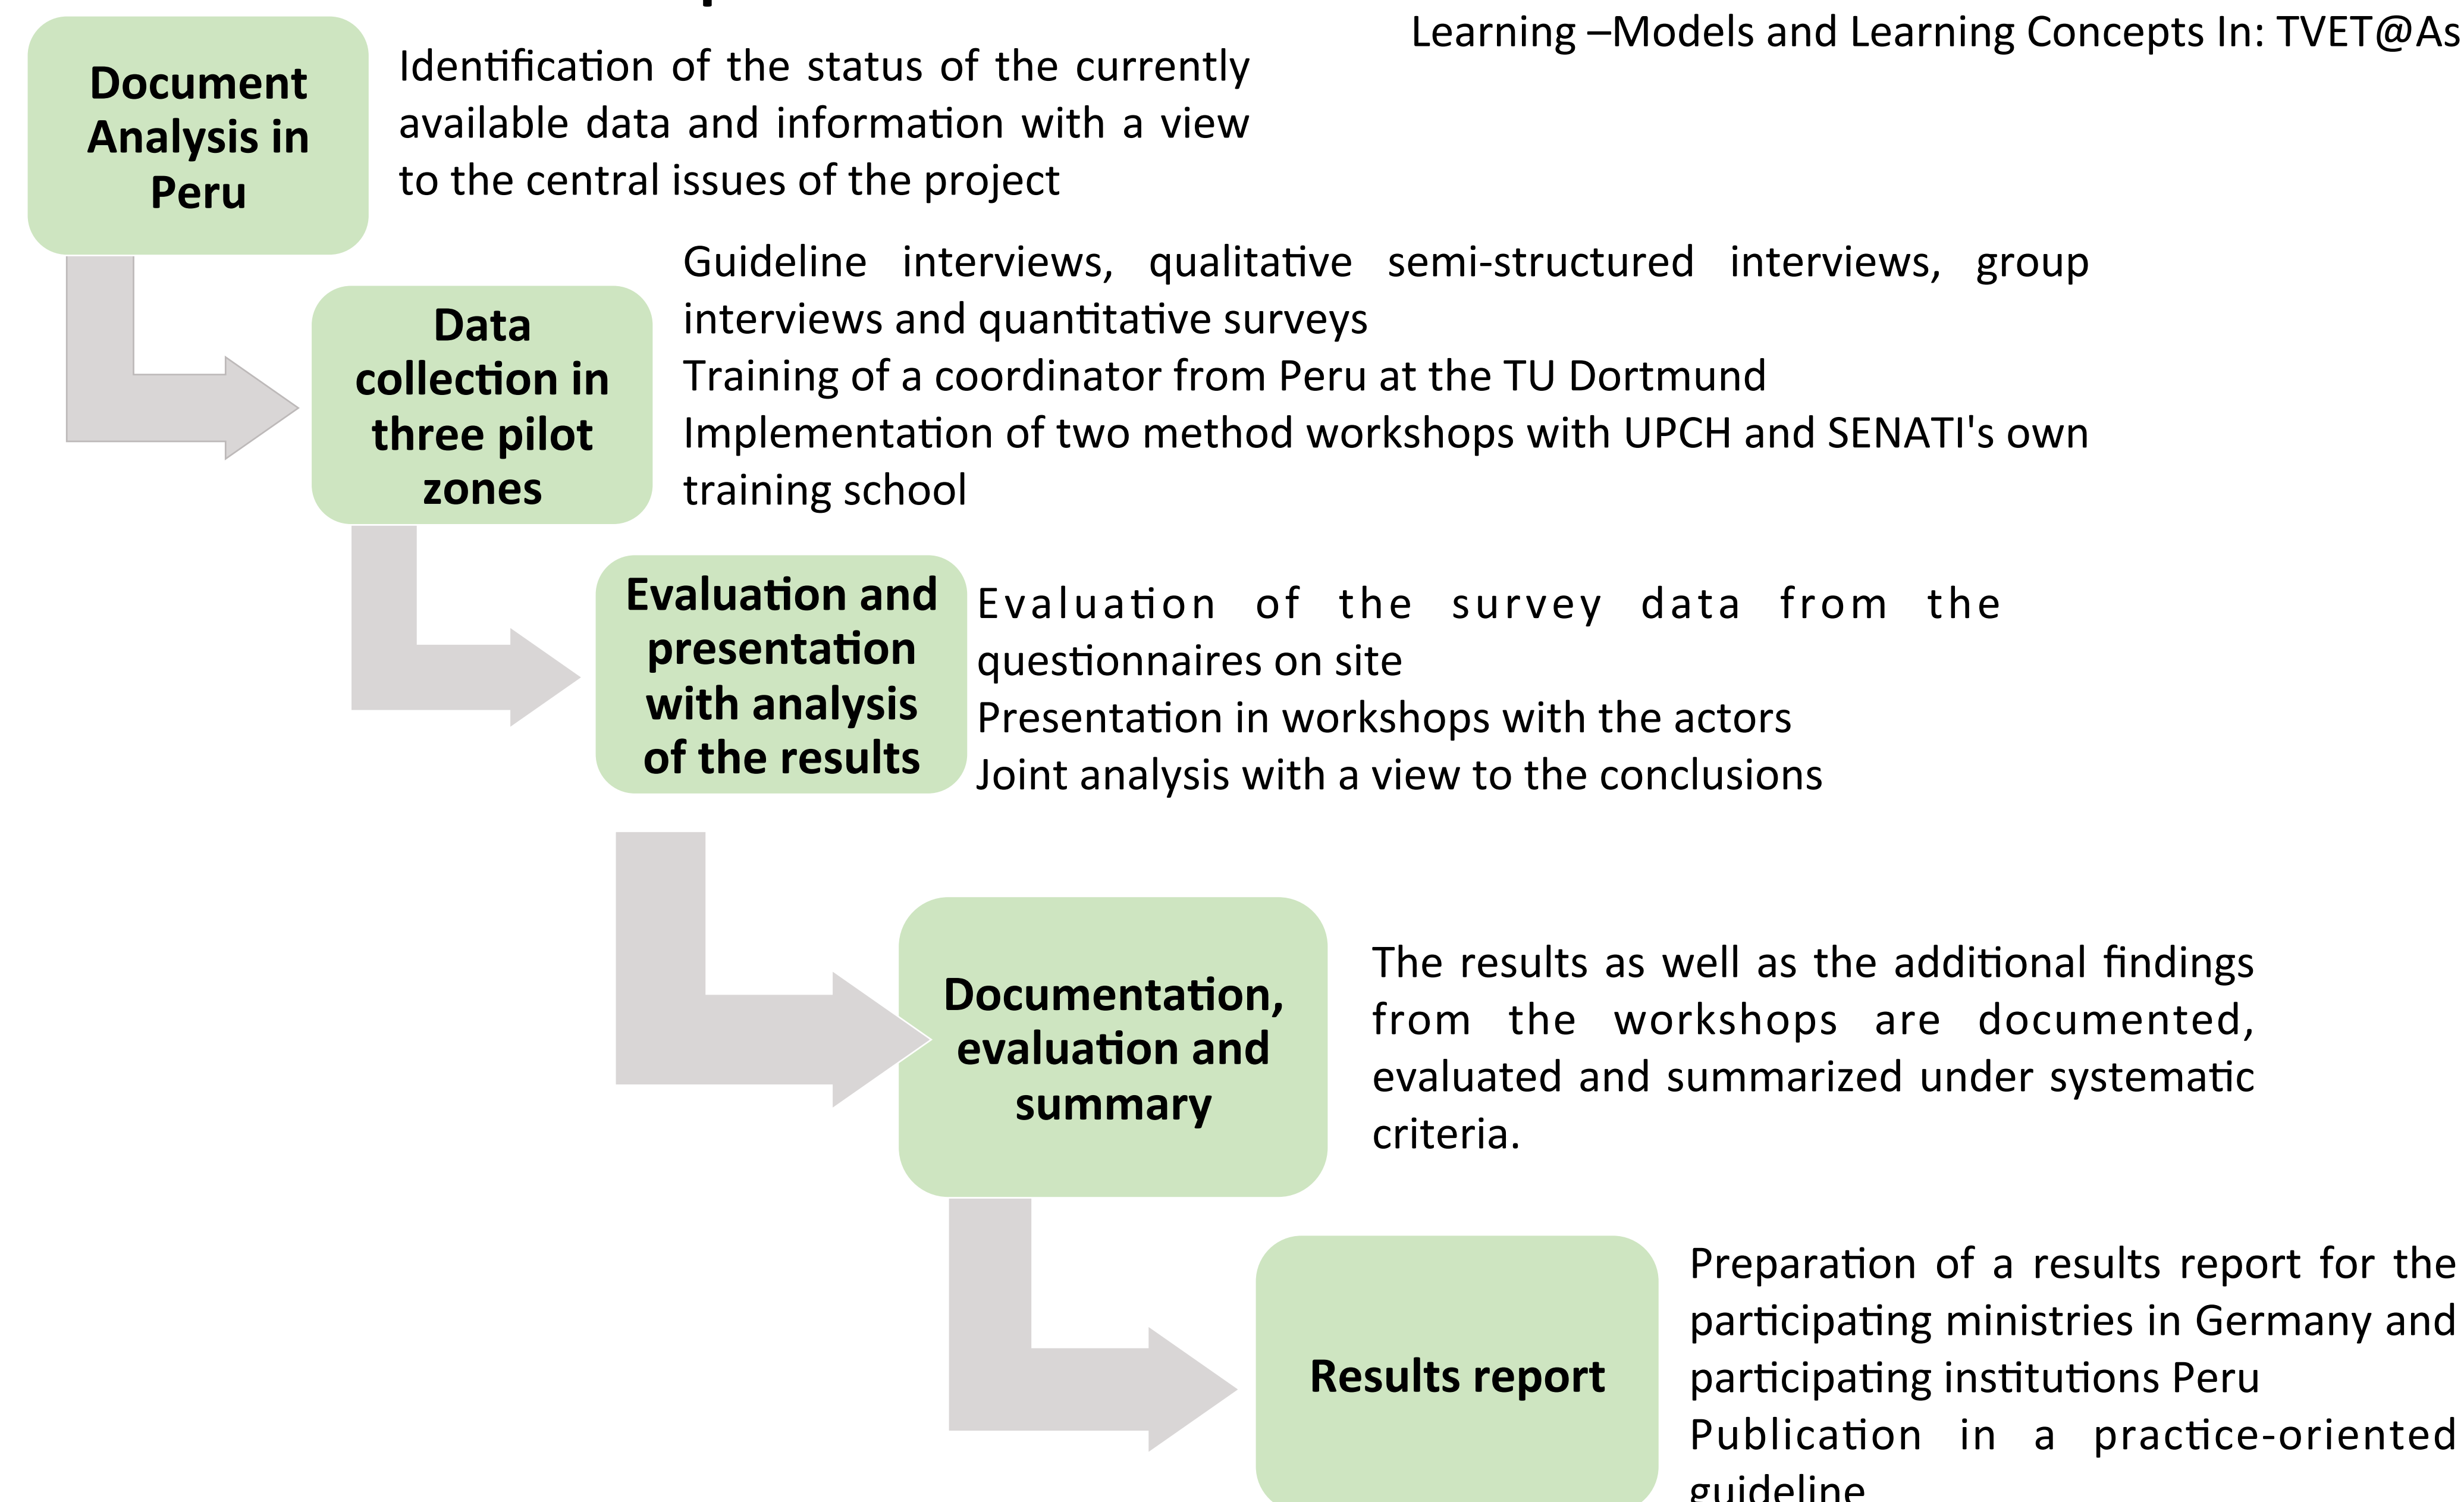 Learning –Models and Learning Concepts In: TVET@As
Document
Analysis in
Peru
Identification of the status of the currently
available data and information with a view
to the central issues of the project
Data
collection in
three pilot
zones
Guideline interviews, qualitative semi-structured interviews, group
interviews and quantitative surveys
Training of a coordinator from Peru at the TU Dortmund
Implementation of two method workshops with UPCH and SENATI's own
training school
Evaluation and
presentation
with analysis
of the results
Evaluation of the survey data from the
questionnaires on site
Presentation in workshops with the actors
Joint analysis with a view to the conclusions
Documentation,
evaluation and
summary
The results as well as the additional findings
from the workshops are documented,
evaluated and summarized under systematic
criteria.
Results report
Preparation of a results report for the
participating ministries in Germany and
participating institutions Peru
Publication in a practice-oriented
guideline